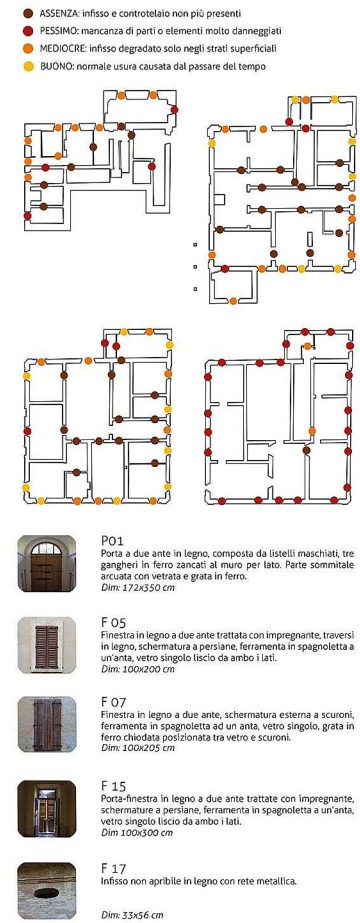 ASSENZA: infisso e controtelaio non più presenti
PESSIMO: mancanza di parti o elementi molto danneggiati
MEDIOCRE: infisso degradato solo negli strati superficiali
BUONO: normale usura causata dal passare del tempo
P01
Porta a due ante in legno, composta da listelli maschiati, tre
gangheri in ferro zancati al muro per lato. Parte sommitale
arcuata con vetrata e grata in ferro.
Dim: 172x350 cm
F 05
Finestra in legno a due ante trattata con impregnante, traversi
in legno, schermatura a persiane, ferramenta in spagnoletta a
un'anta, vetro singolo liscio da ambo i lati.
Dim: 100x200 cm
F 07
Finestra in legno a due ante, schermatura esterna a scuroni,
ferramenta in spagnoletta ad un anta, vetro singolo, grata in
ferro chiodata posizionata tra vetro e scuroni.
Dim: 100x205 cm
F 15
Porta-finestra in legno a due ante trattate con impregnante,
schermature a persiane, ferramenta in spagnoletta a un'anta,
vetro singolo liscio da ambo i lati.
Dim 100x300 cm
F 17
Infisso non apribile in legno con rete metallica.
Dim: 33x56 cm